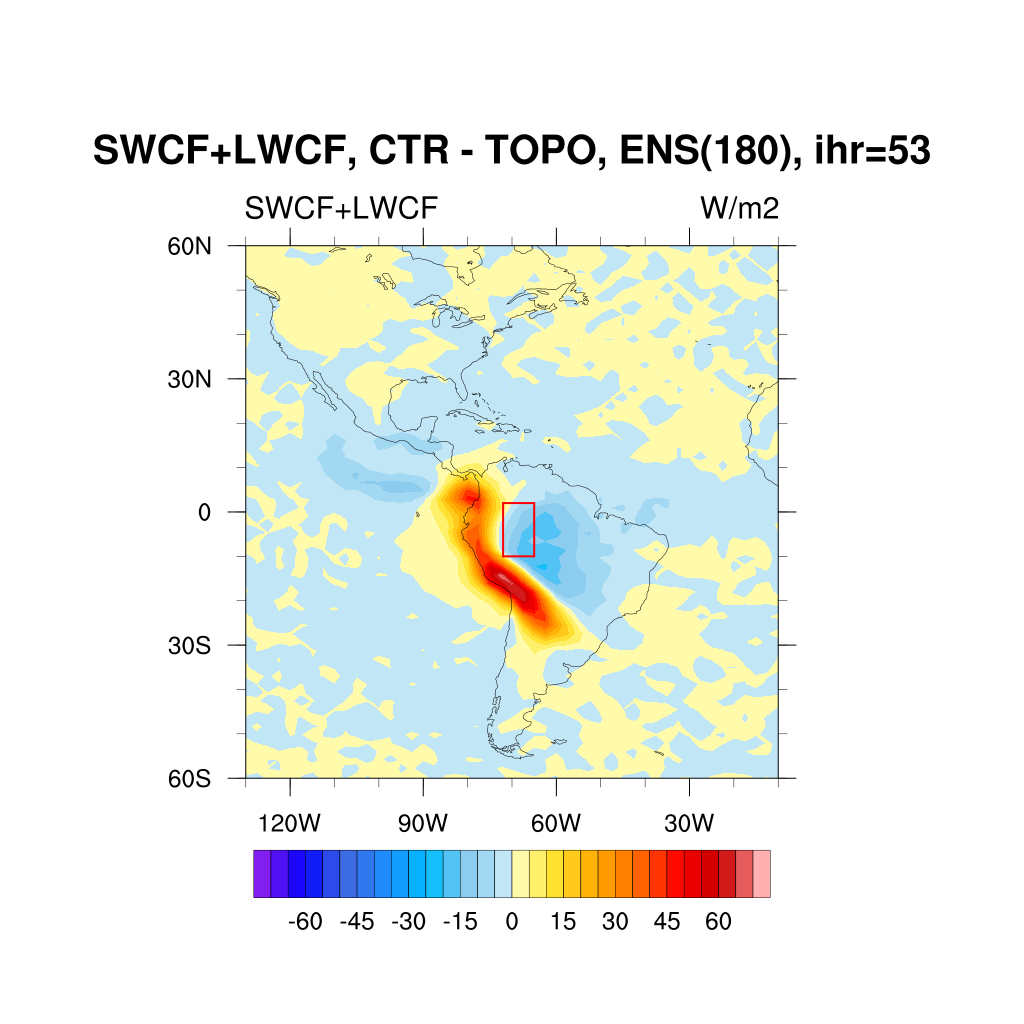 SWCF+LWCF, CTR - TOPO, ENS(180), ihr=53
SWCF+LWCF W/m2
60N
30N
0
30S
60S
120W 90W 60W 30W
-60 -45 -30 -15 0 15 30 45 60